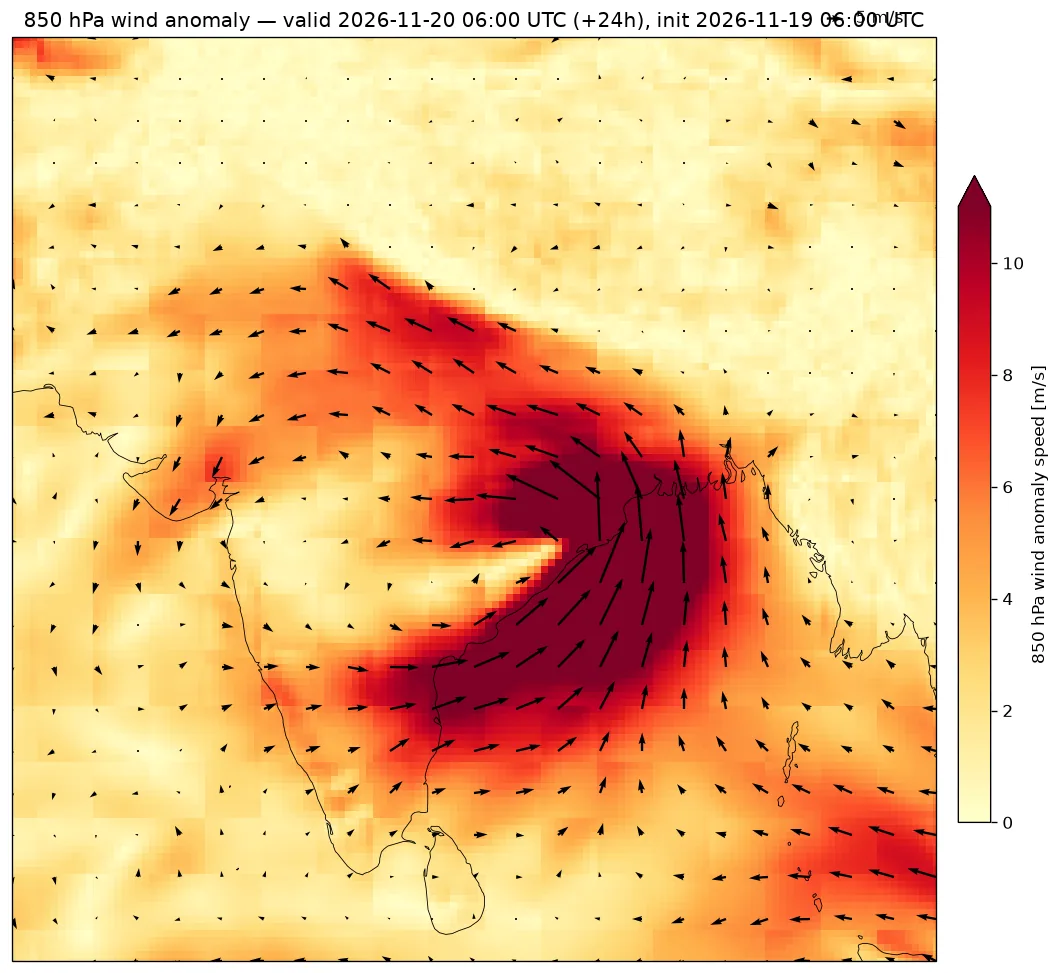 850 hPa wind anomaly — valid 2026-11-20 06:00 UTC (+24h), init 2026-11-19 06:00 UTC
5 m/s
10
8
6
4
2
0
850 hPa wind anomaly speed [m/s]